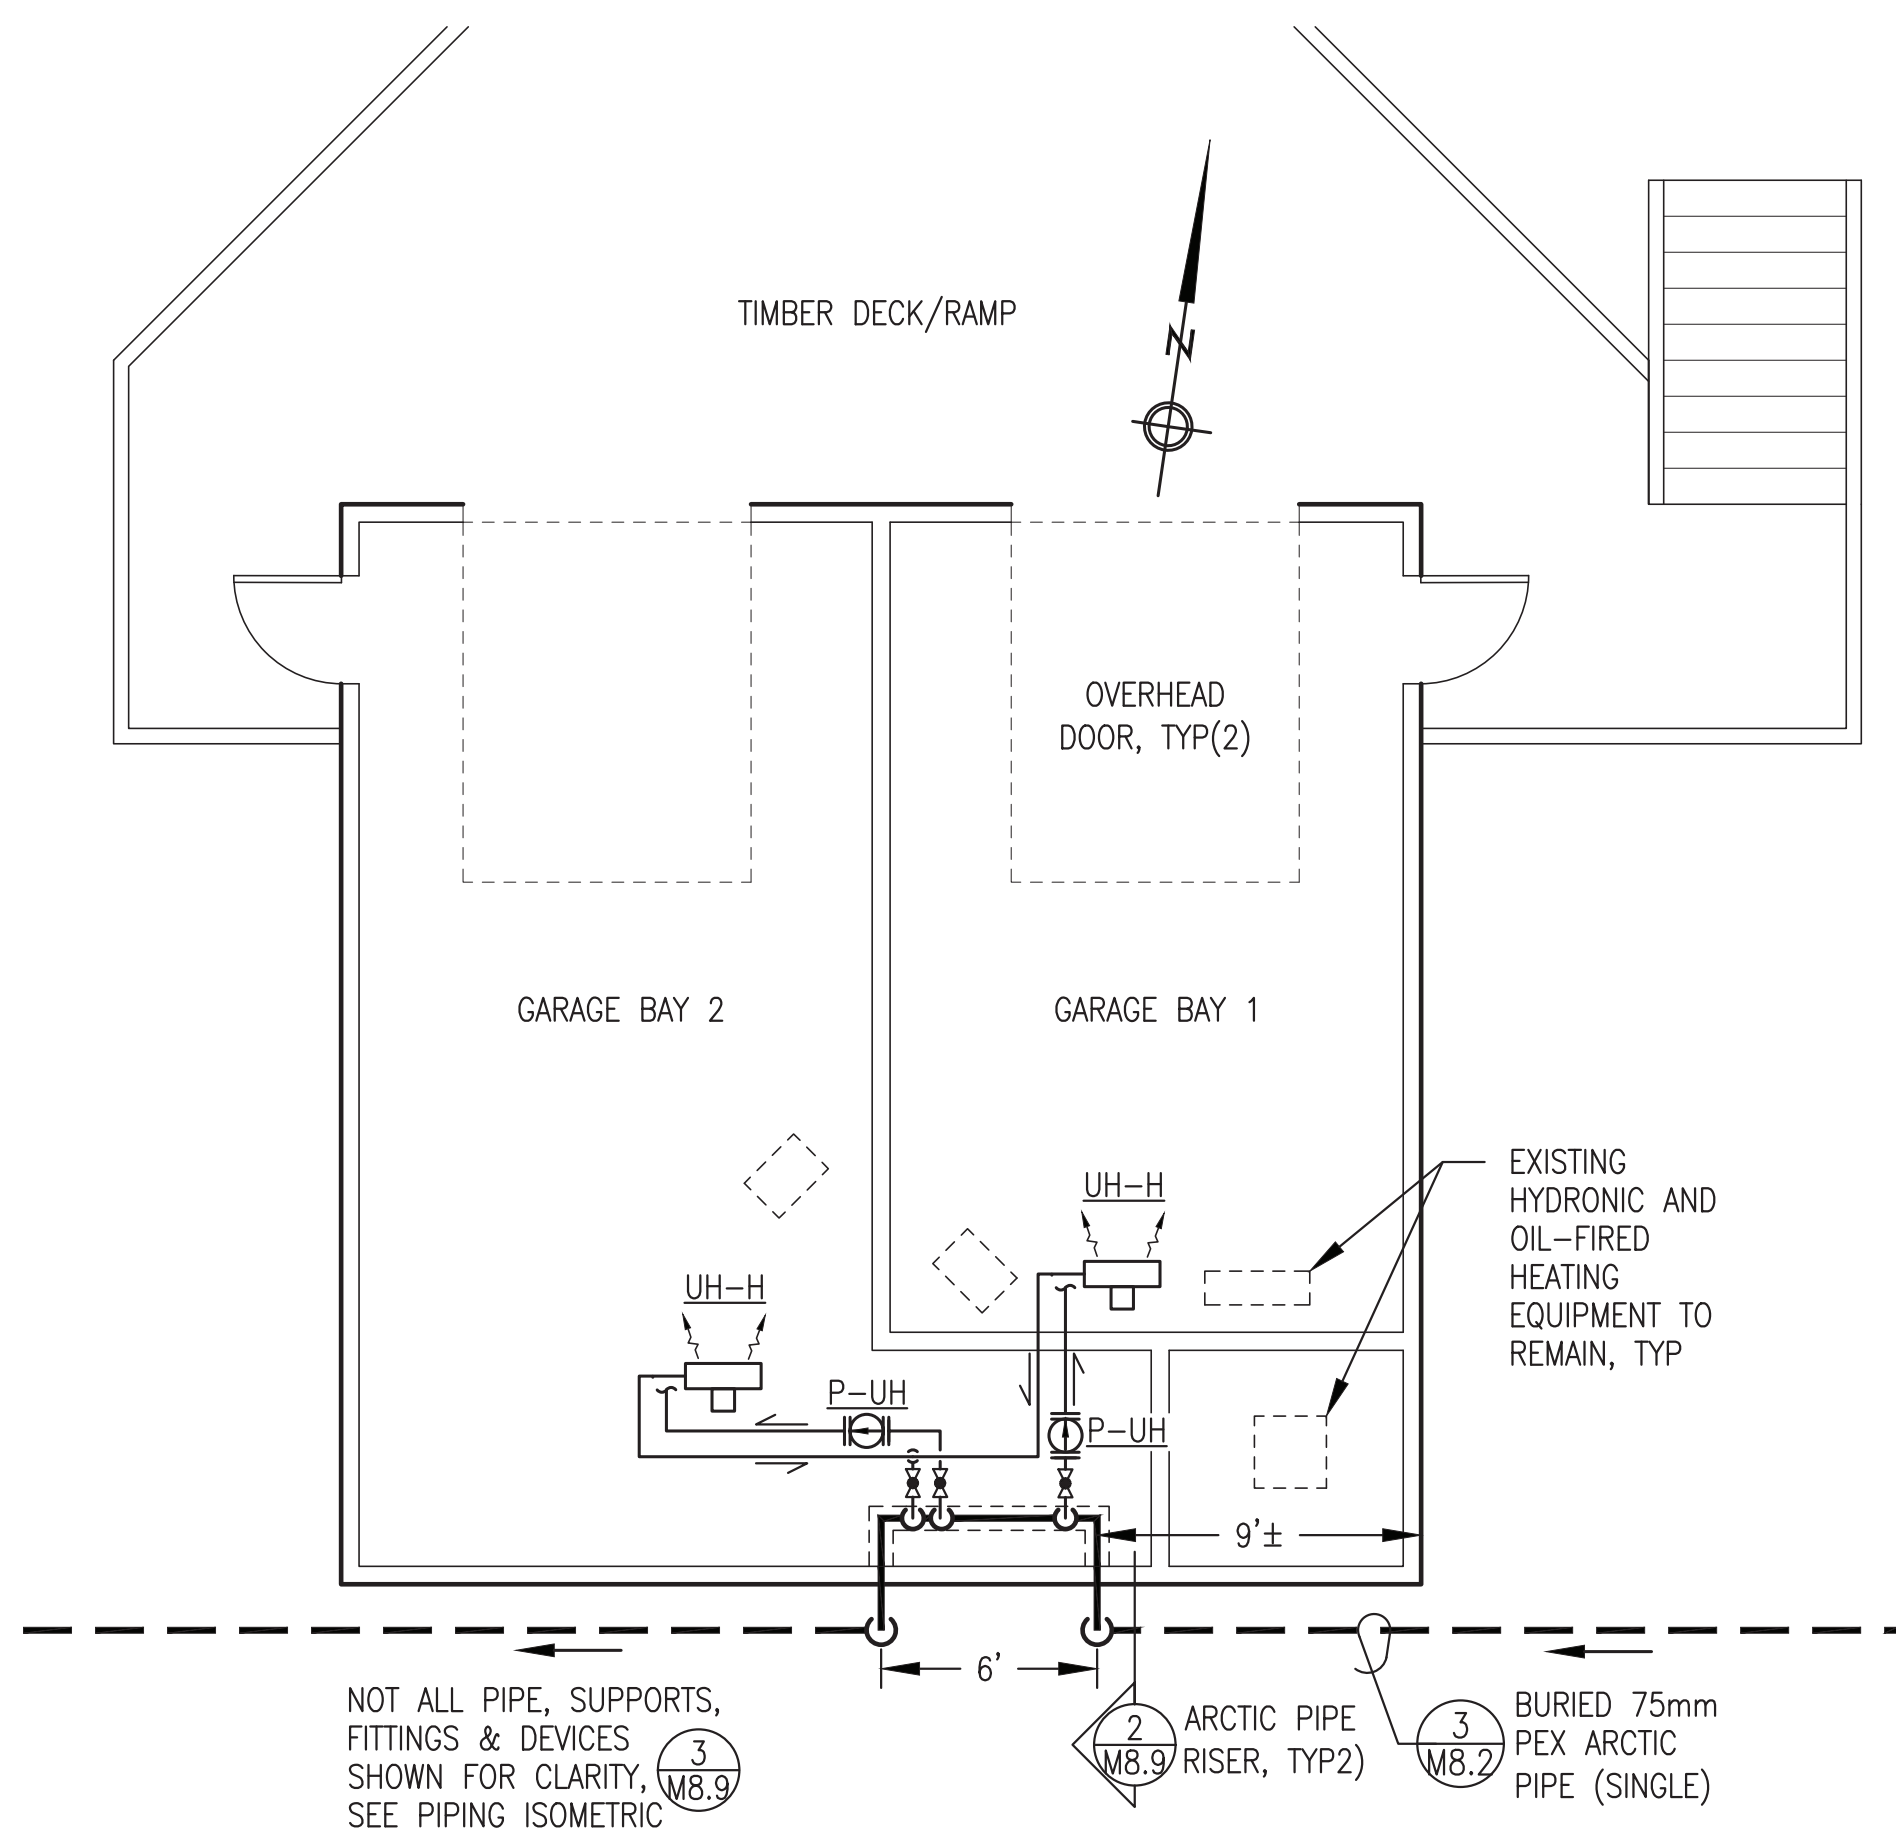 TIMBER DECK/RAMP
N
OVERHEAD
DOOR, TYP(2)
GARAGE BAY 2
GARAGE BAY 1
UH-H
UH-H
P-UH
P-UH
EXISTING
HYDRONIC AND
OIL-FIRED
HEATING
EQUIPMENT TO
REMAIN, TYP
9'±
6'
NOT ALL PIPE, SUPPORTS,
FITTINGS & DEVICES
SHOWN FOR CLARITY,
SEE PIPING ISOMETRIC
3
M8.9
2
M8.9
ARCTIC PIPE
RISER, TYP2)
3
M8.2
BURIED 75mm
PEX ARCTIC
PIPE (SINGLE)